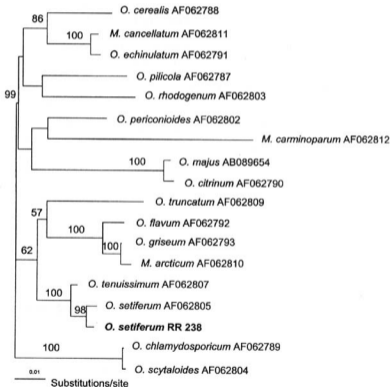 O. cerealis AF062788
86
M. cancellatum AF062811
100
O. echinulatum AF062791
O. pilicola AF062787
99
O. rhodogenum AF062803
O. periconioides AF062802
M. carminoparum AF062812
100
O. majus AB089654
O. citrinum AF062790
O. truncatum AF062809
57
O. flavum AF062792
100
100
O. griseum AF062793
62
M. arcticum AF062810
O. tenuissimum AF062807
100
O. setiferum AF062805
98
O. setiferum RR 238
O. chlamydosporicum AF062789
100
O. scytaloides AF062804
0.01
Substitutions/site